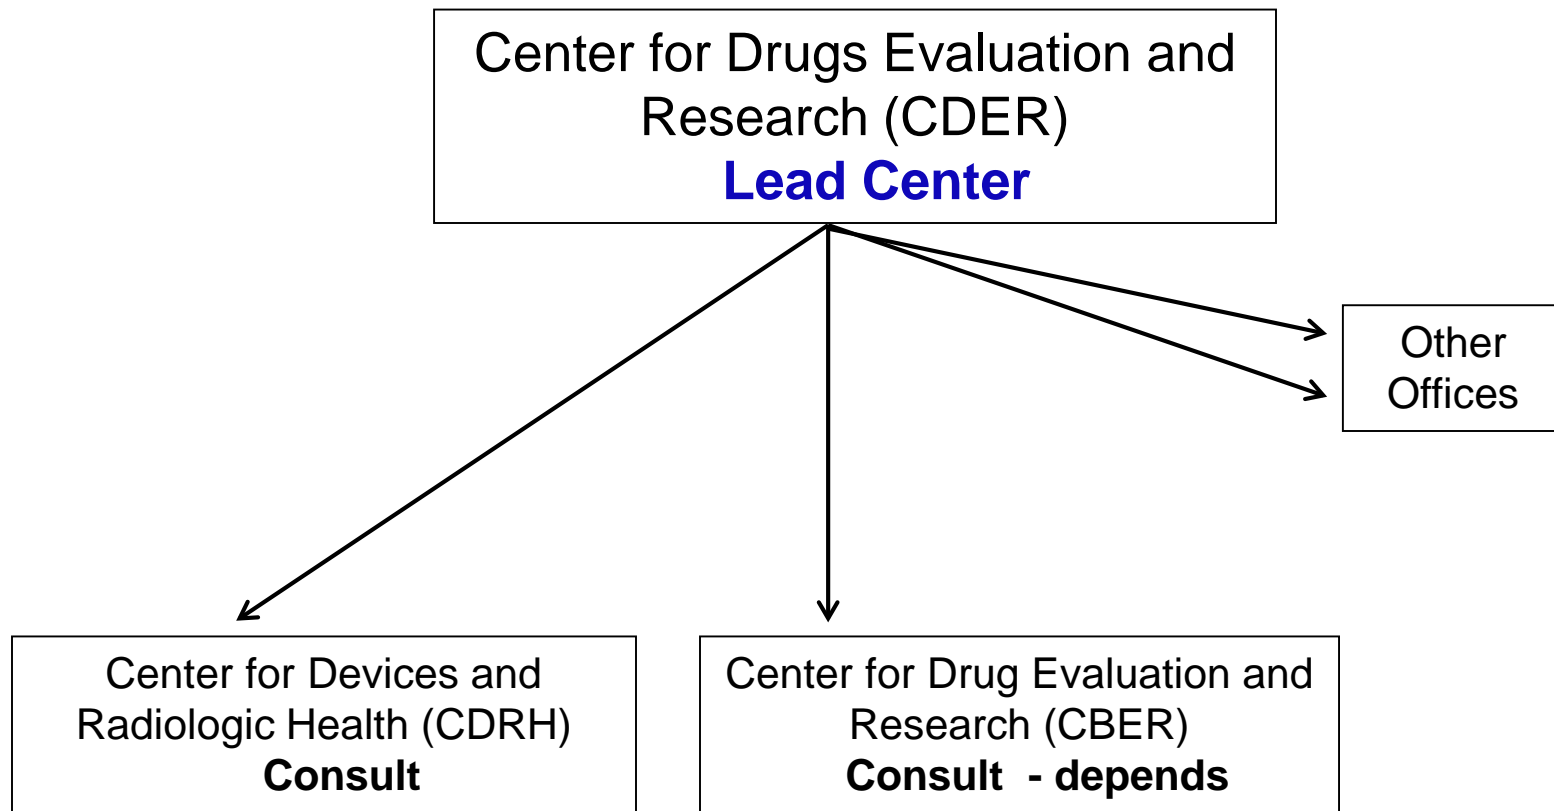 Center for Drugs Evaluation and
Research (CDER)
Lead Center
Other
Offices
Center for Devices and
Radiologic Health (CDRH)
Consult
Center for Drug Evaluation and
Research (CBER)
Consult - depends